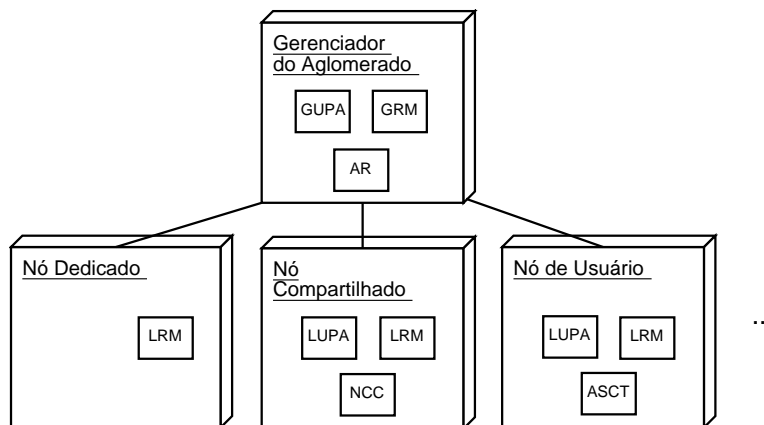 Gerenciador
do Aglomerado
GUPA GRM
AR
Nó Dedicado
LRM
Nó
Compartilhado
LUPA LRM
NCC
Nó de Usuário
LUPA LRM
ASCT
..